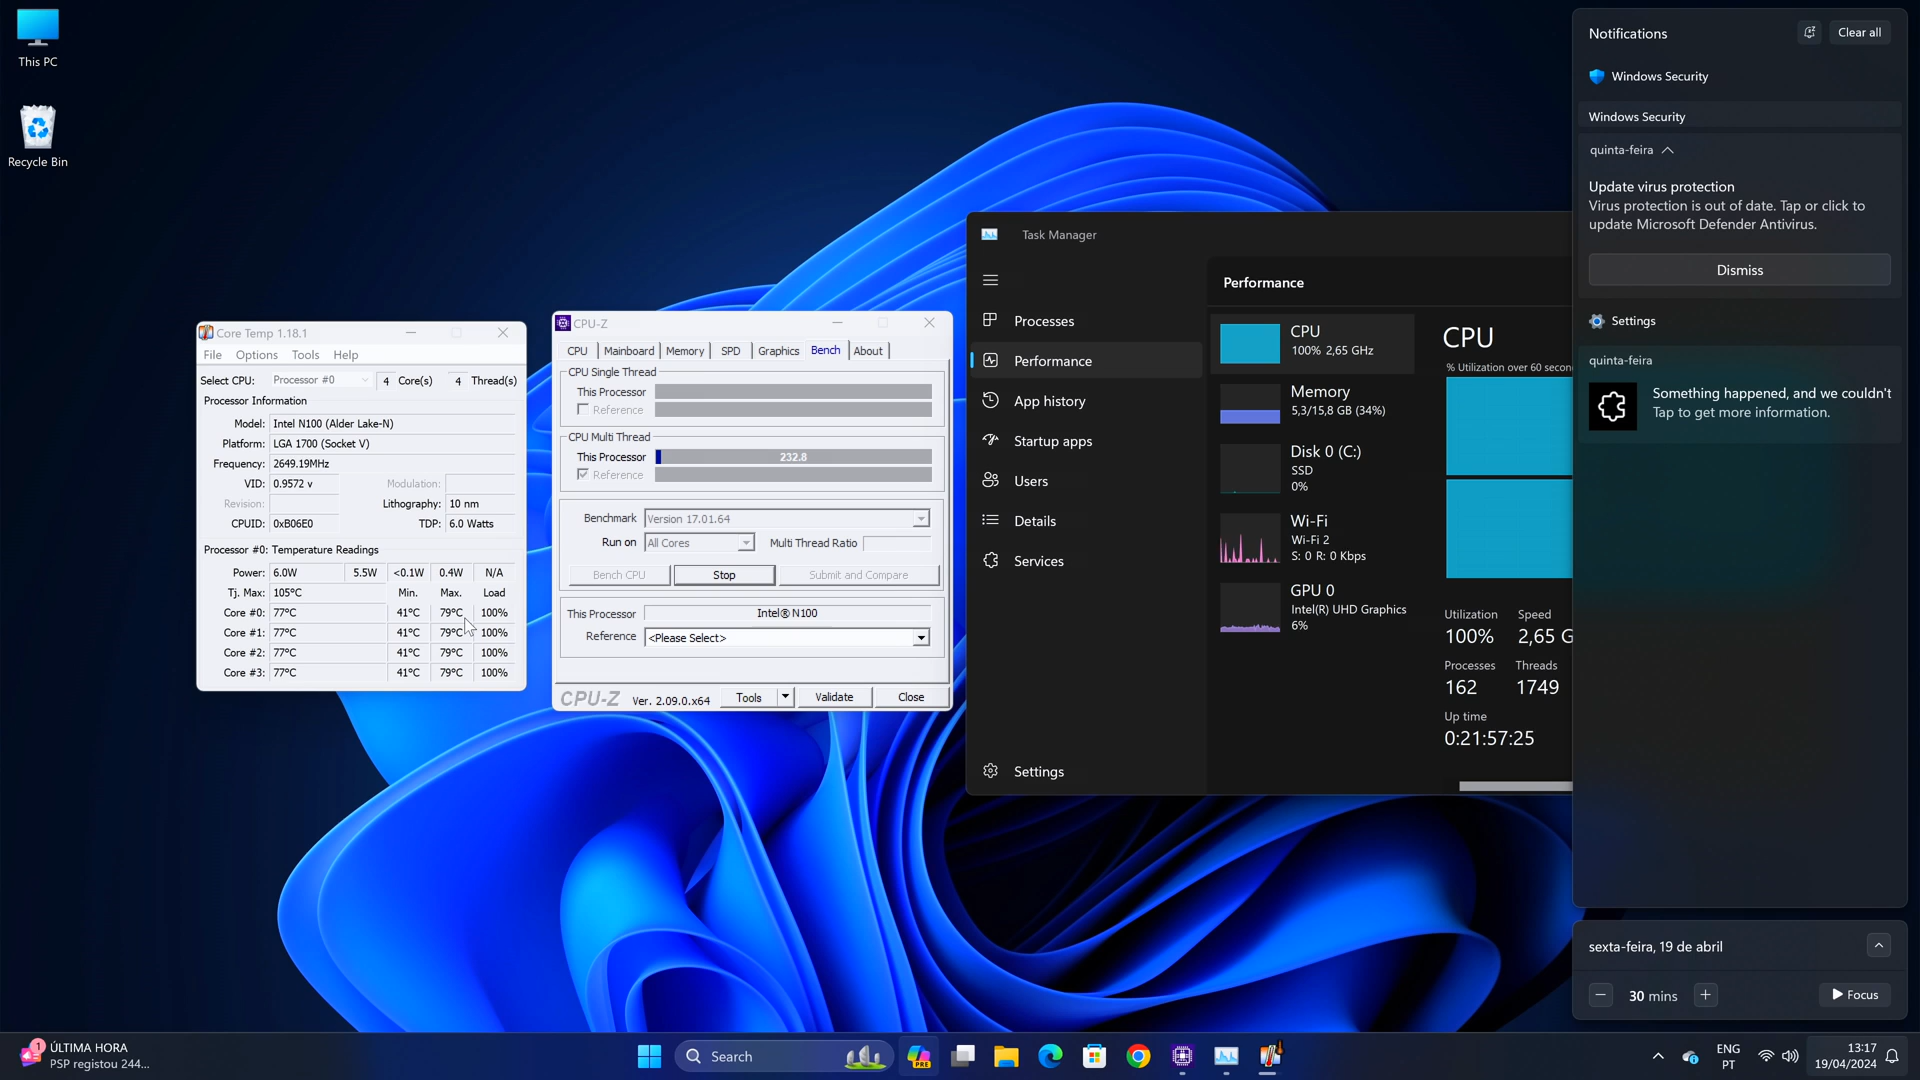 This PC
Recycle Bin
Core Temp 1.18.1
File Options Tools Help
Select CPU: Processor #0 4 Core(s) 4 Thread(s)
Processor Information
Model: Intel N100 (Alder Lake-N)
Platform: LGA 1700 (Socket V)
Frequency: 2649.19MHz
VID: 0.9572 v Modulation:
Revision: Lithography: 10 nm
CPUID: 0xB06E0 TDP: 6.0 Watts
Processor #0: Temperature Readings
Power: 6.0W 5.5W <0.1W 0.4W N/A
Tj. Max: 105°C Min. Max. Load
Core #0: 77°C 41°C 79°C 100%
Core #1: 77°C 41°C 79°C 100%
Core #2: 77°C 41°C 79°C 100%
Core #3: 77°C 41°C 79°C 100%
CPU-Z
CPU Mainboard Memory SPD Graphics Bench About
CPU Single Thread
This Processor
Reference
CPU Multi Thread
This Processor 232.8
Reference
Benchmark Version 17.01.64
Run on All Cores Multi Thread Ratio
Bench CPU Stop Submit and Compare
This Processor Intel® N100
Reference <Please Select>
CPU-Z Ver. 2.09.0.x64 Tools Validate Close
Task Manager
Processes
Performance
App history
Startup apps
Users
Details
Services
Settings
Performance
CPU
100% 2,65 GHz
Memory
5,3/15,8 GB (34%)
Disk 0 (C:)
SSD
0%
Wi-Fi
Wi-Fi 2
S: 0 R: 0 Kbps
GPU 0
Intel(R) UHD Graphics
6%
CPU
% Utilization over 60 secon
Utilization Speed
100% 2,65 G
Processes Threads
162 1749
Up time
0:21:57:25
Notifications Clear all
Windows Security
Windows Security
quinta-feira
Update virus protection
Virus protection is out of date. Tap or click to
update Microsoft Defender Antivirus.
Dismiss
Settings
quinta-feira
Something happened, and we couldn't
Tap to get more information.
sexta-feira, 19 de abril
30 mins Focus
1
ÚLTIMA HORA
PSP registou 244...
Search
PRE
ENG
PT
13:17
19/04/2024